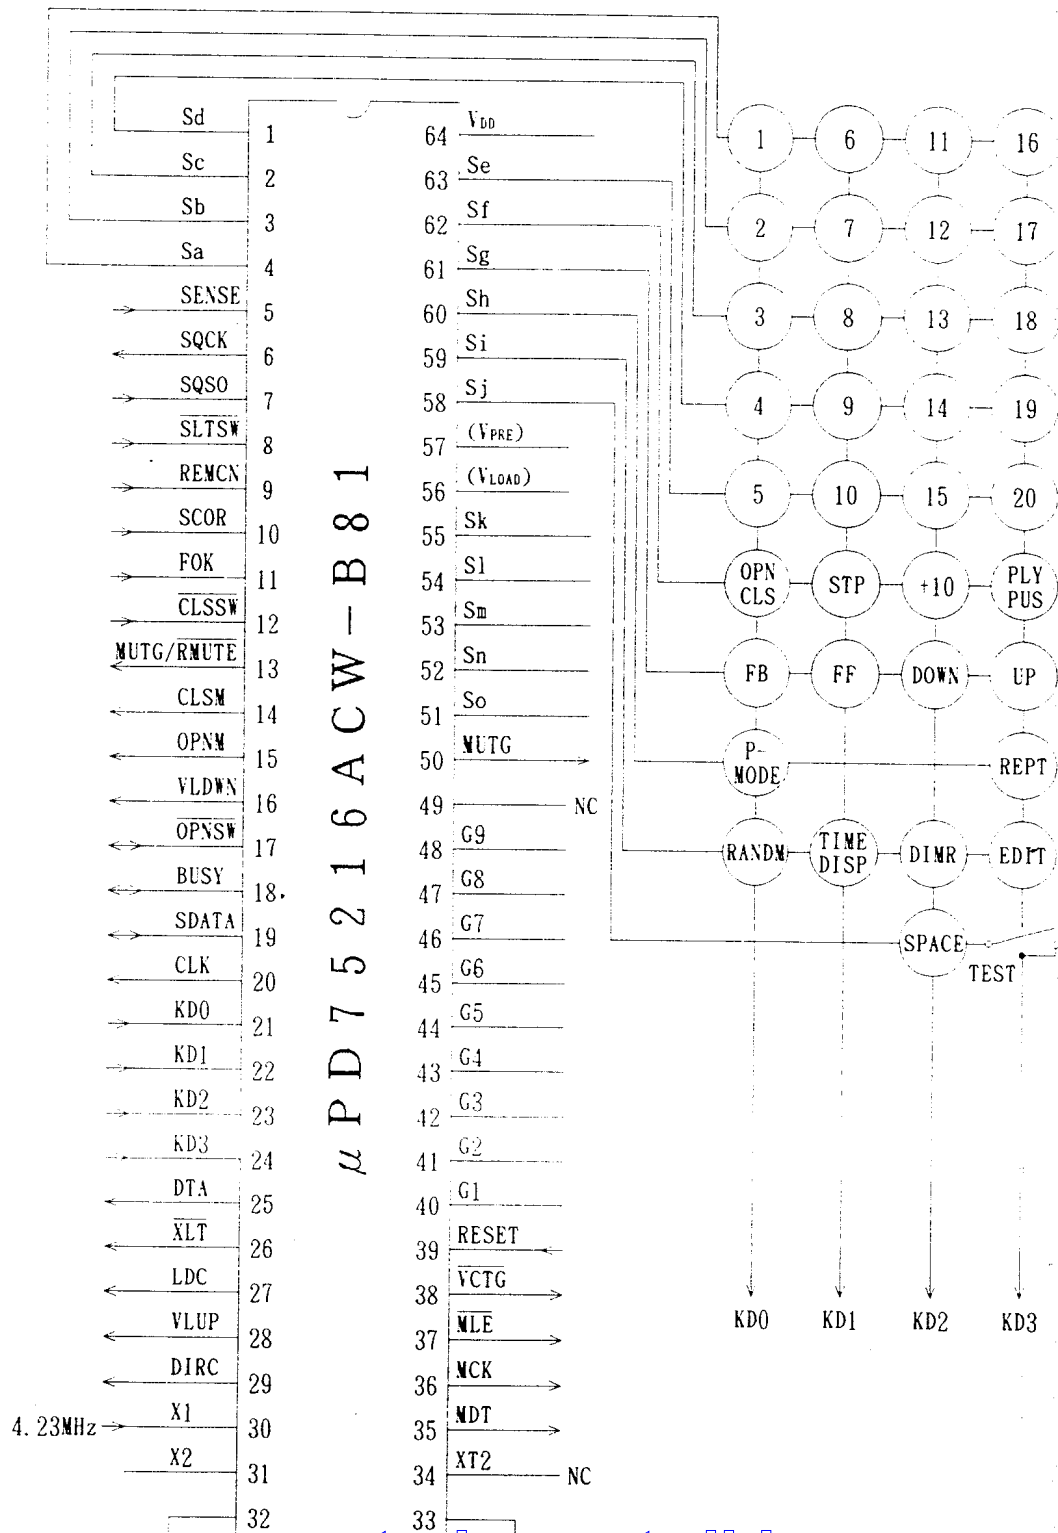 Sd 1
Sc 2
Sb 3
Sa 4
SENSE 5
SQCK 6
SQSO 7
SLTSW 8
REMCN 9
SCOR 10
FOK 11
CLSSW 12
MUTG/RMUTE 13
CLSM 14
OPNM 15
VLDWN 16
OPNSW 17
BUSY 18
SDATA 19
CLK 20
KD0 21
KD1 22
KD2 23
KD3 24
DTA 25
XLT 26
LDC 27
VLUP 28
DIRC 29
4.23MHz X1 30
X2 31
32
μPD75216ACW-B81
64 VDD
63 Se
62 Sf
61 Sg
60 Sh
59 Si
58 Sj
57 (VPRE)
56 (VLOAD)
55 Sk
54 Sl
53 Sm
52 Sn
51 So
50 MUTG
49 NC
48 G9
47 G8
46 G7
45 G6
44 G5
43 G4
42 G3
41 G2
40 G1
39 RESET
38 VCTG
37 MLE
36 MCK
35 MDT
34 XT2 NC
33
1 6 11 16
2 7 12 17
3 8 13 18
4 9 14 19
5 10 15 20
OPN CLS STP +10 PLY PUS
FB FF DOWN UP
P-MODE REPT
RANDM TIME DISP DIMR EDIT
SPACE
TEST
KD0 KD1 KD2 KD3